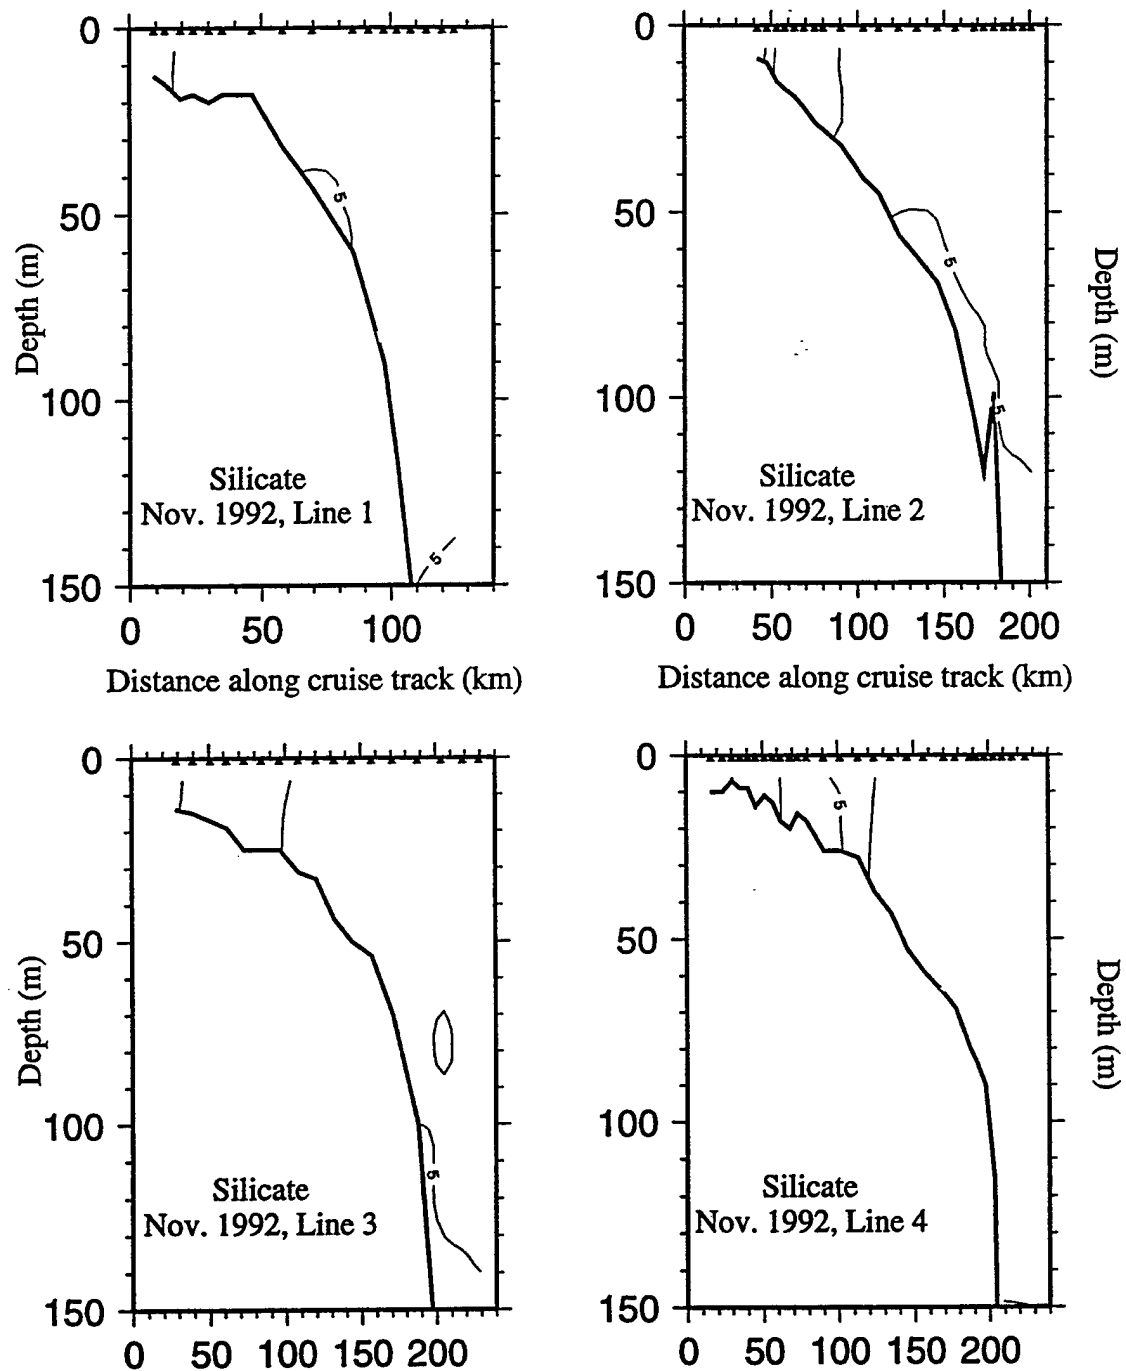 0
50
100
150
Depth (m)
5
5
Silicate
Nov. 1992, Line 1
0 50 100
Distance along cruise track (km)
0
50
100
150
Depth (m)
5
5
Silicate
Nov. 1992, Line 2
0 50 100 150 200
Distance along cruise track (km)
0
50
100
150
Depth (m)
5
Silicate
Nov. 1992, Line 3
0 50 100 150 200
0
50
100
150
Depth (m)
5
Silicate
Nov. 1992, Line 4
0 50 100 150 200